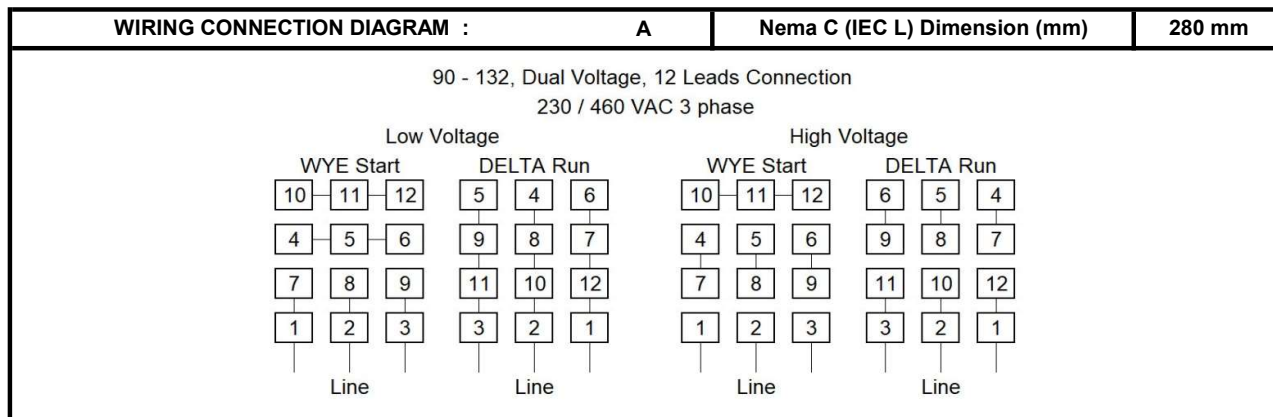 WIRING CONNECTION DIAGRAM : A Nema C (IEC L) Dimension (mm) 280 mm
90 - 132, Dual Voltage, 12 Leads Connection
230 / 460 VAC 3 phase
Low Voltage High Voltage
WYE Start DELTA Run WYE Start DELTA Run
10 11 12 5 4 6 10 11 12 6 5 4
4 5 6 9 8 7 4 5 6 9 8 7
7 8 9 11 10 12 7 8 9 11 10 12
1 2 3 3 2 1 1 2 3 3 2 1
Line Line Line Line